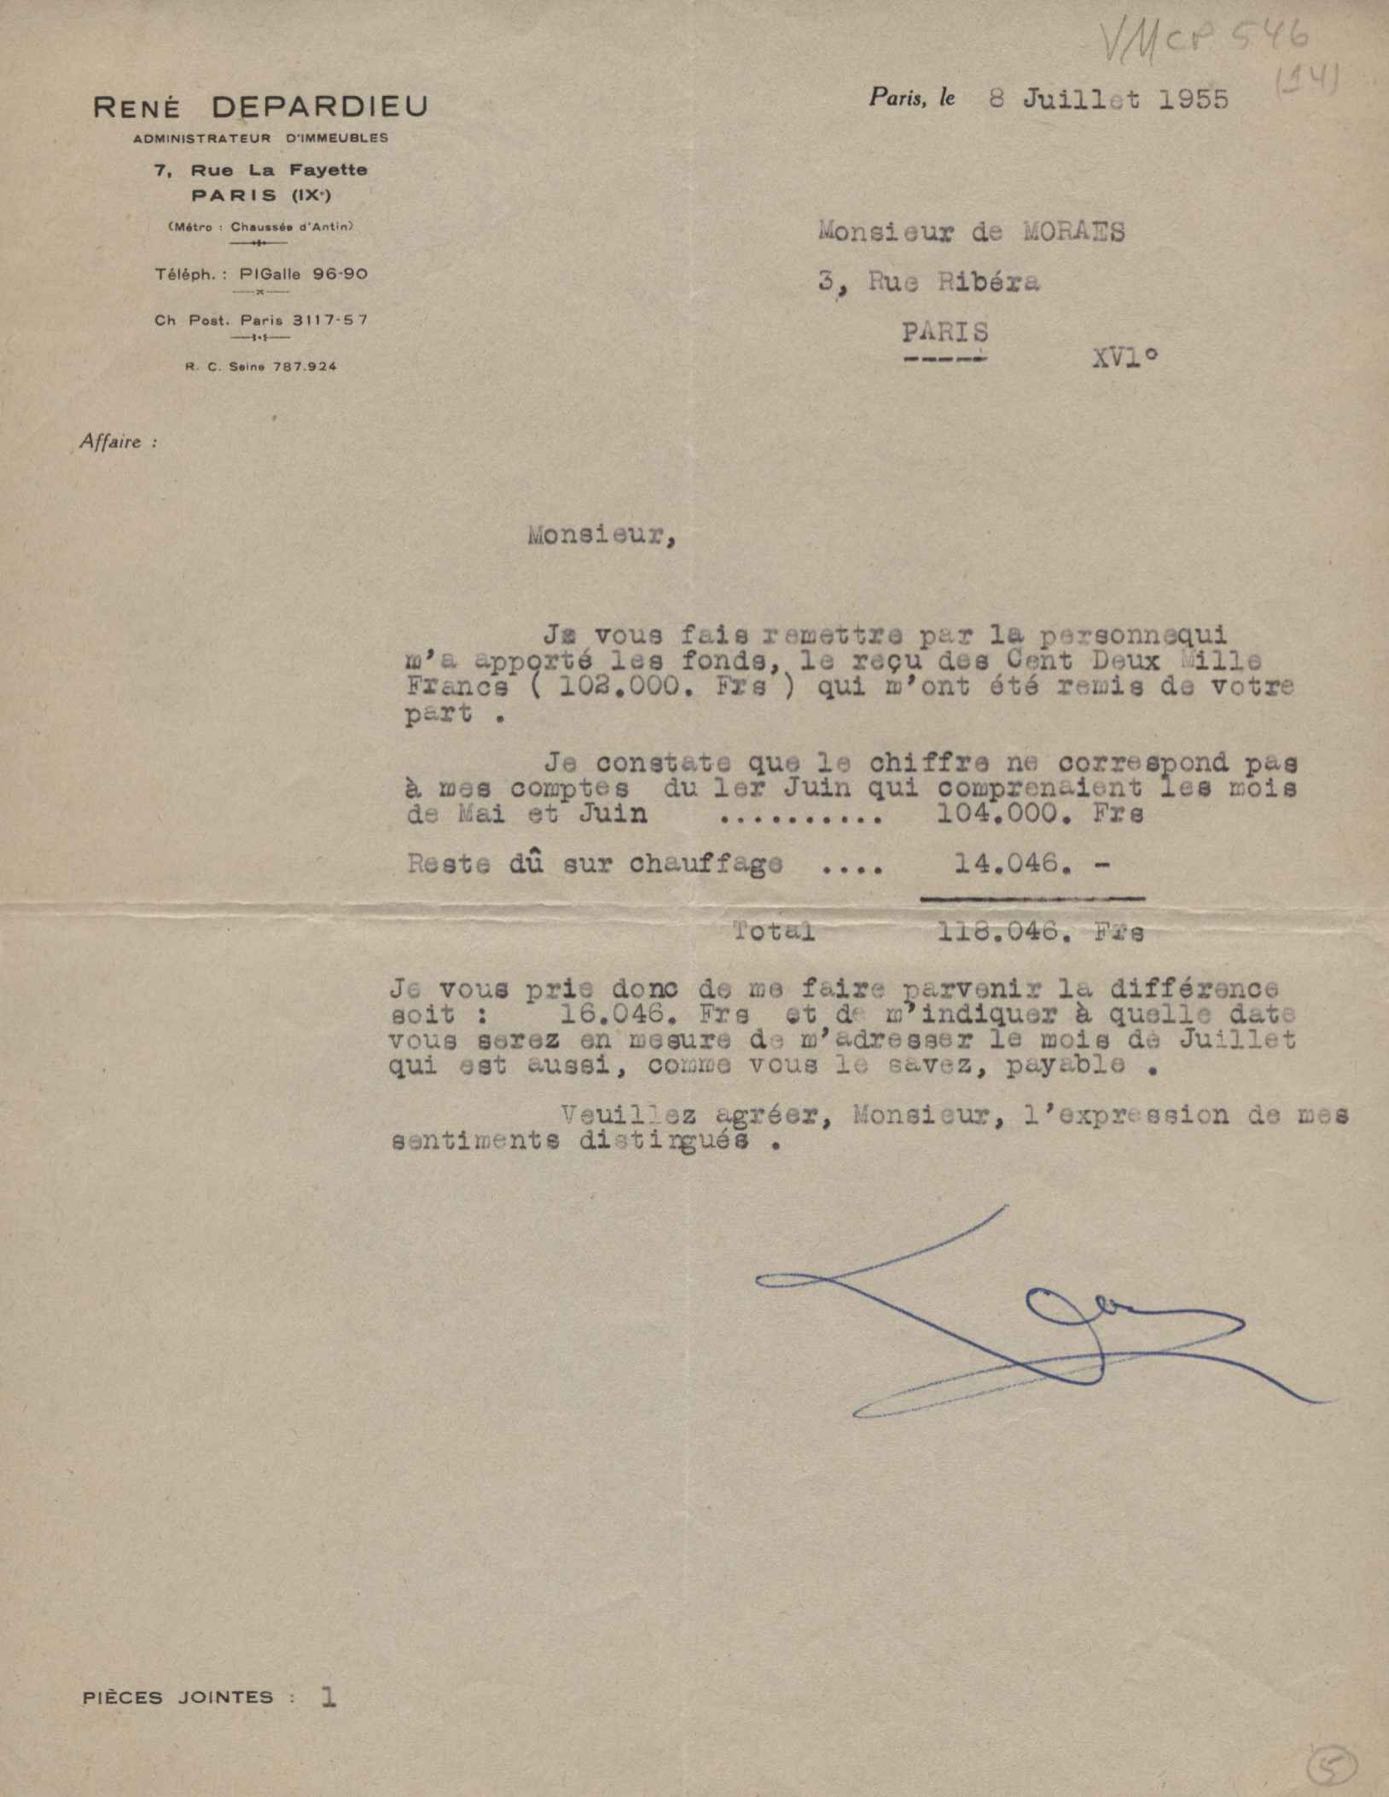 VMCP 546
(14)
RENÉ DEPARDIEU
ADMINISTRATEUR D'IMMEUBLES
7, Rue La Fayette
PARIS (IXe)
(Métro : Chaussée d'Antin)
Téléph. : PIGalle 96-90
Ch Post. Paris 3117-57
R. C. Seine 787.924
Paris, le 8 Juillet 1955
Monsieur de MORAES
3, Rue Ribéra
PARIS
-----
XV1°
Affaire :
Monsieur,
Je vous fais remettre par la personnequi
m'a apporté les fonds, le reçu des Cent Deux Mille
Francs ( 102.000. Frs ) qui m'ont été remis de votre
part .
Je constate que le chiffre ne correspond pas
à mes comptes du 1er Juin qui comprenaient les mois
de Mai et Juin .......... 104.000. Frs
Reste dû sur chauffage .... 14.046. -
Total 118.046. Frs
Je vous prie donc de me faire parvenir la différence
soit : 16.046. Frs et de m'indiquer à quelle date
vous serez en mesure de m'adresser le mois de Juillet
qui est aussi, comme vous le savez, payable .
Veuillez agréer, Monsieur, l'expression de mes
sentiments distingués .
PIÈCES JOINTES : 1
5